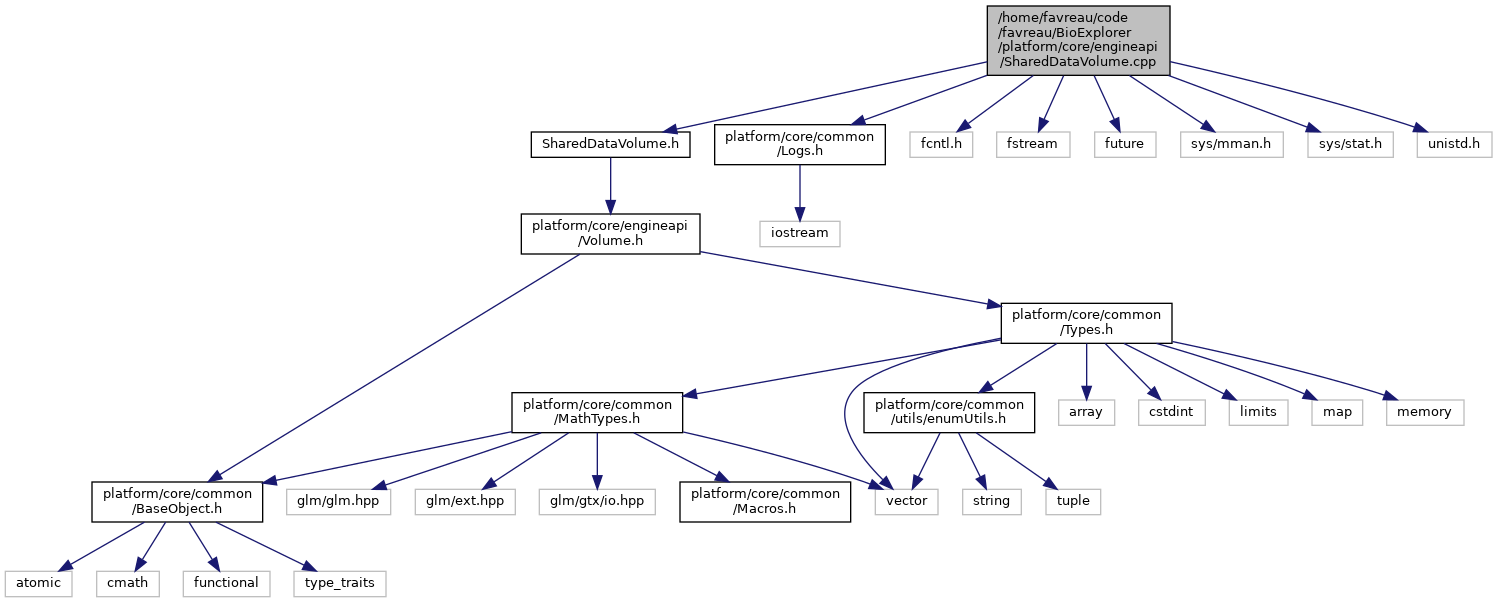 /home/favreau/code
/favreau/BioExplorer
/platform/core/engineapi
/SharedDataVolume.cpp
SharedDataVolume.h
platform/core/common
/Logs.h
fcntl.h
fstream
future
sys/mman.h
sys/stat.h
unistd.h
platform/core/engineapi
/Volume.h
iostream
platform/core/common
/Types.h
platform/core/common
/MathTypes.h
platform/core/common
/utils/enumUtils.h
array
cstdint
limits
map
memory
platform/core/common
/BaseObject.h
glm/glm.hpp
glm/ext.hpp
glm/gtx/io.hpp
platform/core/common
/Macros.h
vector
string
tuple
atomic
cmath
functional
type_traits